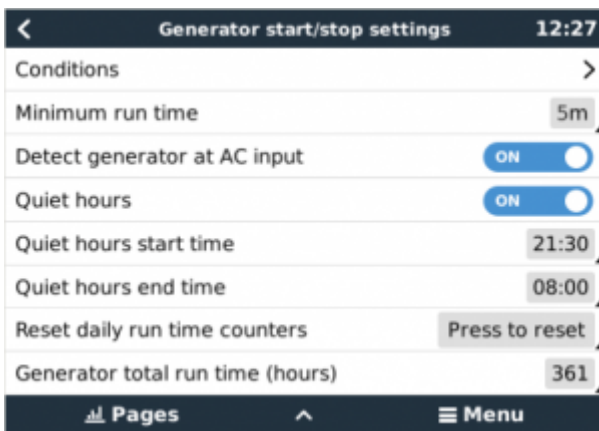 Generator start/stop settings 12:27
Conditions
Minimum run time 5m
Detect generator at AC input ON
Quiet hours ON
Quiet hours start time 21:30
Quiet hours end time 08:00
Reset daily run time counters Press to reset
Generator total run time (hours) 361
Pages Menu